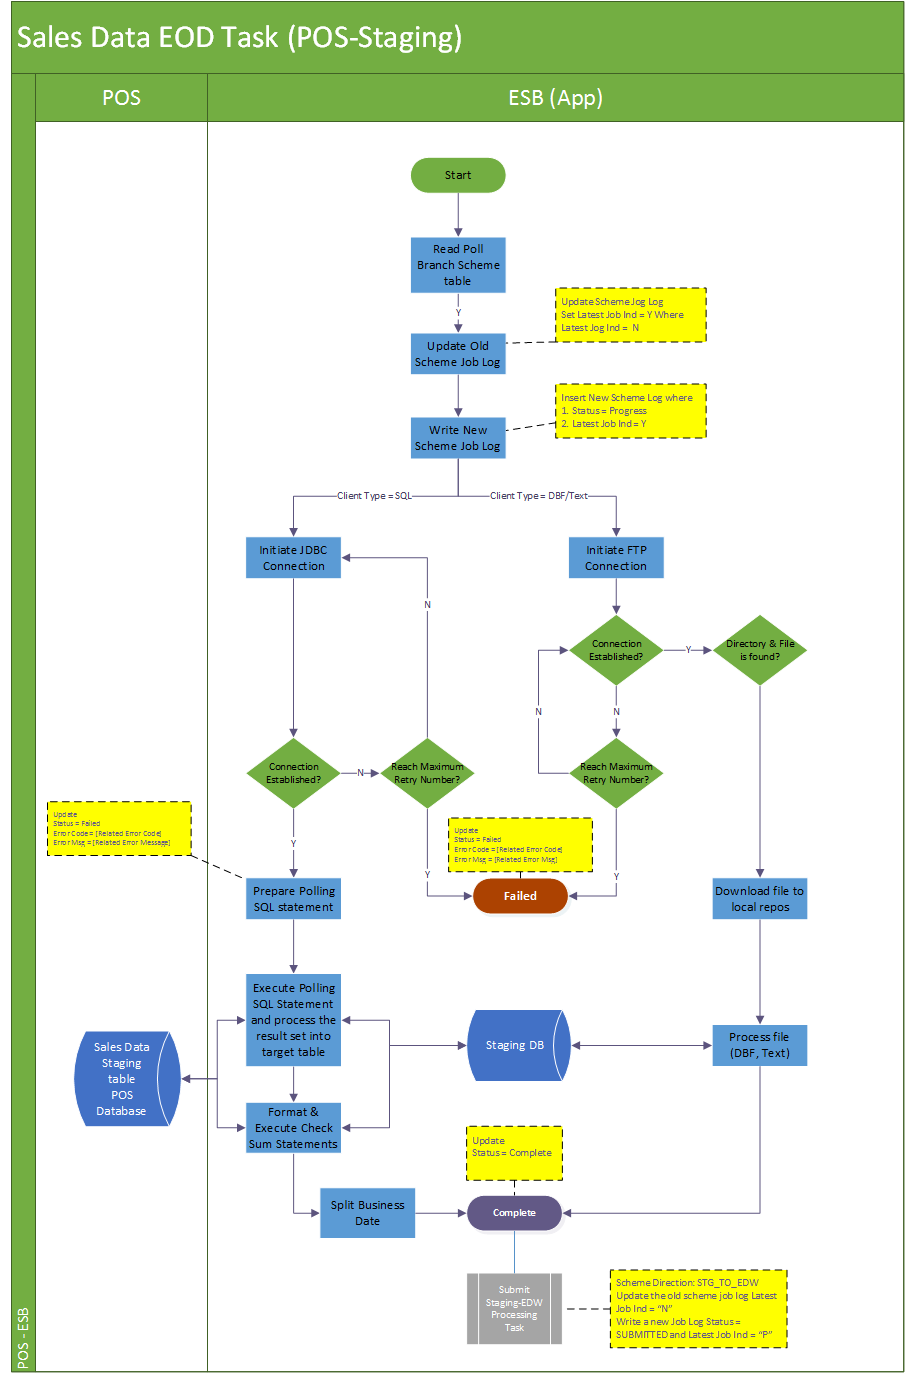 Sales Data EOD Task (POS-Staging)
POS
ESB (App)
Start
Read Poll
Branch Scheme
table
Y
Update Scheme Jog Log
Set Latest Job Ind = Y Where
Latest Jog Ind = N
Update Old
Scheme Job Log
Insert New Scheme Log where
1. Status = Progress
2. Latest Job Ind = Y
Write New
Scheme Job Log
Client Type = SQL
Client Type = DBF/Text
Initiate JDBC
Connection
Initiate FTP
Connection
N
Connection
Established?
Y
Directory & File
is found?
N
N
Connection
Established?
N
Reach Maximum
Retry Number?
Reach Maximum
Retry Number?
Update
Status = Failed
Error Code = [Related Error Code]
Error Msg = [Related Error Message]
Update
Status = Failed
Error Code = [Related Error Code]
Error Msg = [Related Error Msg]
Y
Y
Y
Prepare Polling
SQL statement
Failed
Download file to
local repos
Execute Polling
SQL Statement
and process the
result set into
target table
Sales Data
Staging
table
POS
Database
Staging DB
Process file
(DBF, Text)
Format &
Execute Check
Sum Statements
Update
Status = Complete
Split Business
Date
Complete
Submit
Staging-EDW
Processing
Task
Scheme Direction: STG_TO_EDW
Update the old scheme job log Latest
Job Ind = “N”
Write a new Job Log Status =
SUBMITTED and Latest Job Ind = “P”
POS - ESB